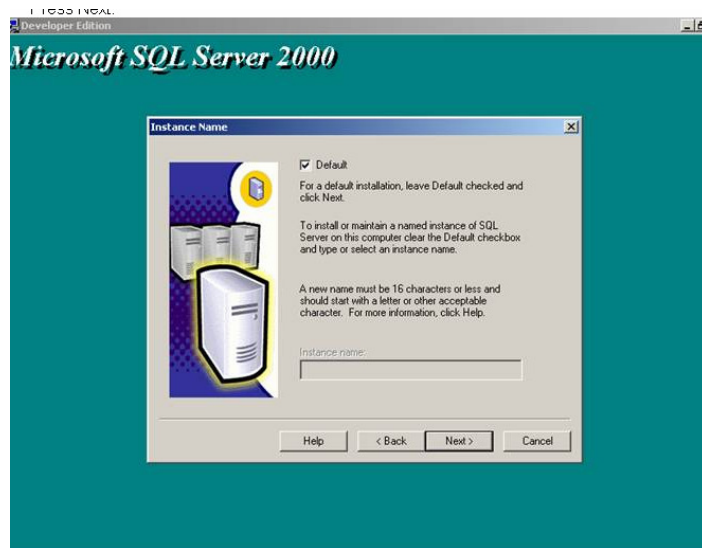 Press Next.
Developer Edition
Microsoft SQL Server 2000
Instance Name
Default
For a default installation, leave Default checked and
click Next.
To install or maintain a named instance of SQL
Server on this computer clear the Default checkbox
and type or select an instance name.
A new name must be 16 characters or less and
should start with a letter or other acceptable
character. For more information, click Help.
Instance name:
Help
< Back
Next >
Cancel